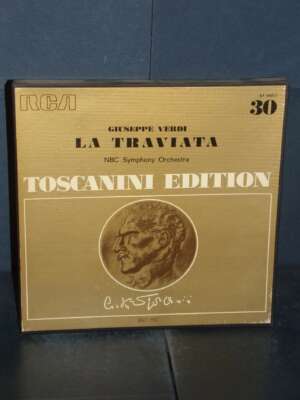 RCA
30
GIUSEPPE VERDI
LA TRAVIATA
NBC Symphony Orchestra
TOSCANINI EDITION